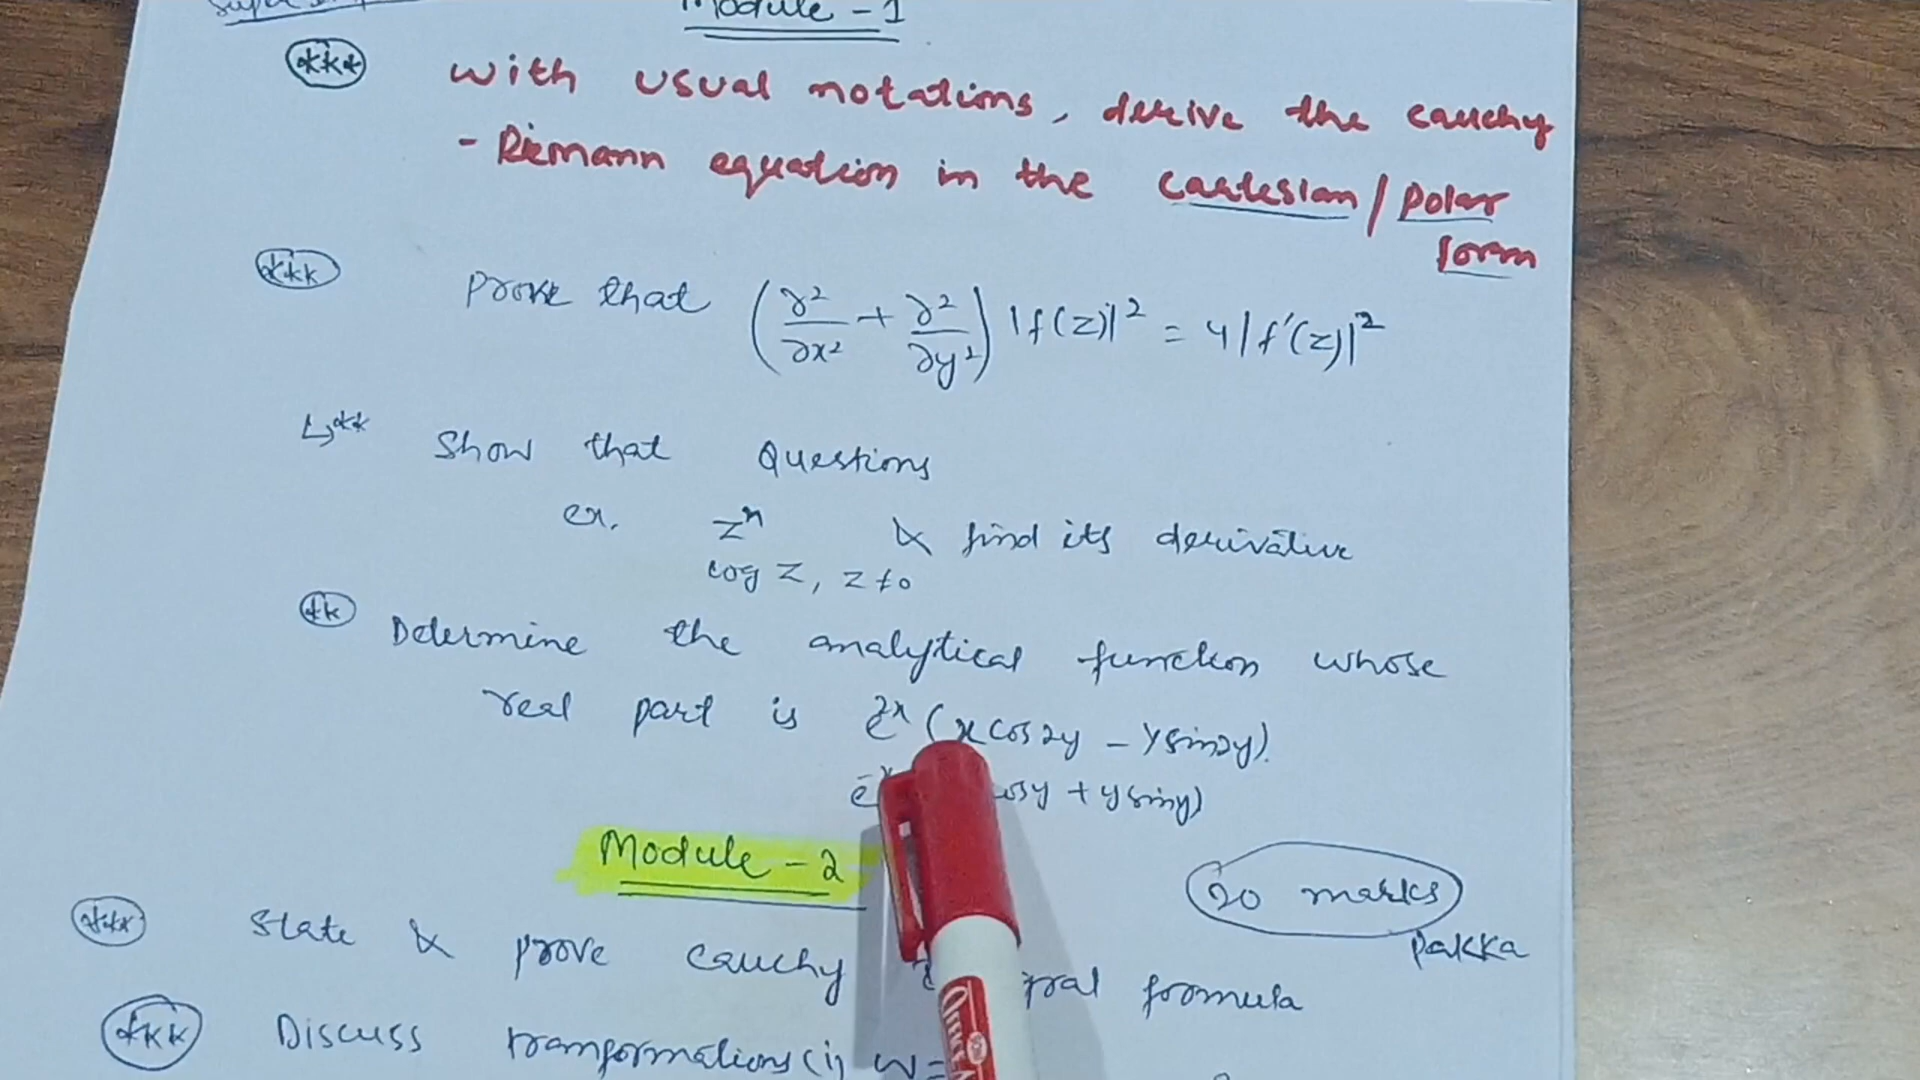 Module - 1
*** with usual notations, derive the cauchy
- Riemann equation in the cartesian / polar
form
*** Prove that (∂²/∂x² + ∂²/∂y²) |f(z)|² = 4|f'(z)|²
↳** Show that Questions
ex. zⁿ & find its derivative
log z, z≠0
** Determine the analytical function whose
real part is e²ˣ (x cos 2y - y sin 2y).
e⁻ˣ osy + y siny)
Module - 2
20 marks
pakka
*** State & prove cauchy gral formula
*** Discuss tranformations (i) w=